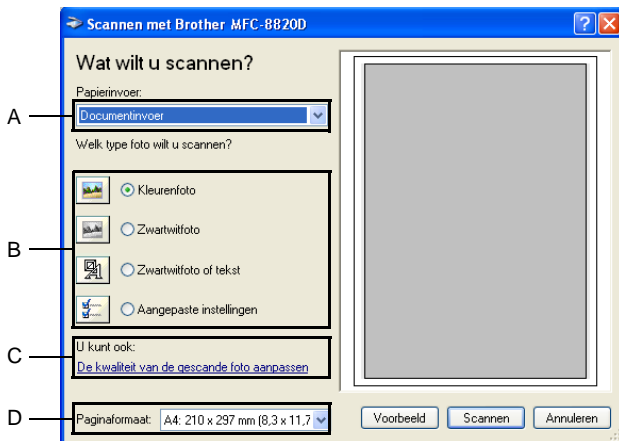 Scannen met Brother MFC-8820D
Wat wilt u scannen?
Papierinvoer:
A
Documentinvoer
Welk type foto wilt u scannen?
B
Kleurenfoto
Zwartwitfoto
Zwartwitfoto of tekst
Aangepaste instellingen
C
U kunt ook:
De kwaliteit van de gescande foto aanpassen
D
Paginaformaat: A4: 210 x 297 mm (8,3 x 11,7
Voorbeeld Scannen Annuleren